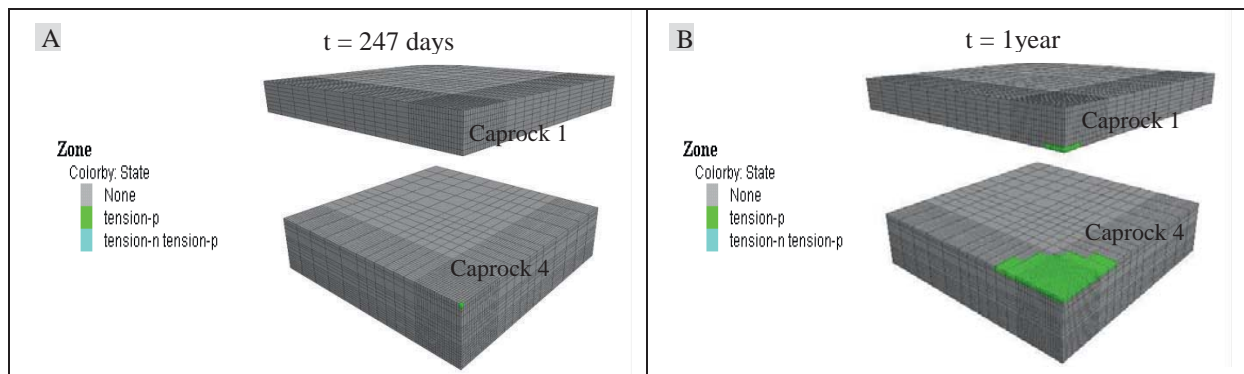 A
t = 247 days
Caprock 1
Zone
Colorby: State
None
tension-p
tension-n tension-p
Caprock 4
B
t = 1year
Caprock 1
Zone
Colorby: State
None
tension-p
tension-n tension-p
Caprock 4